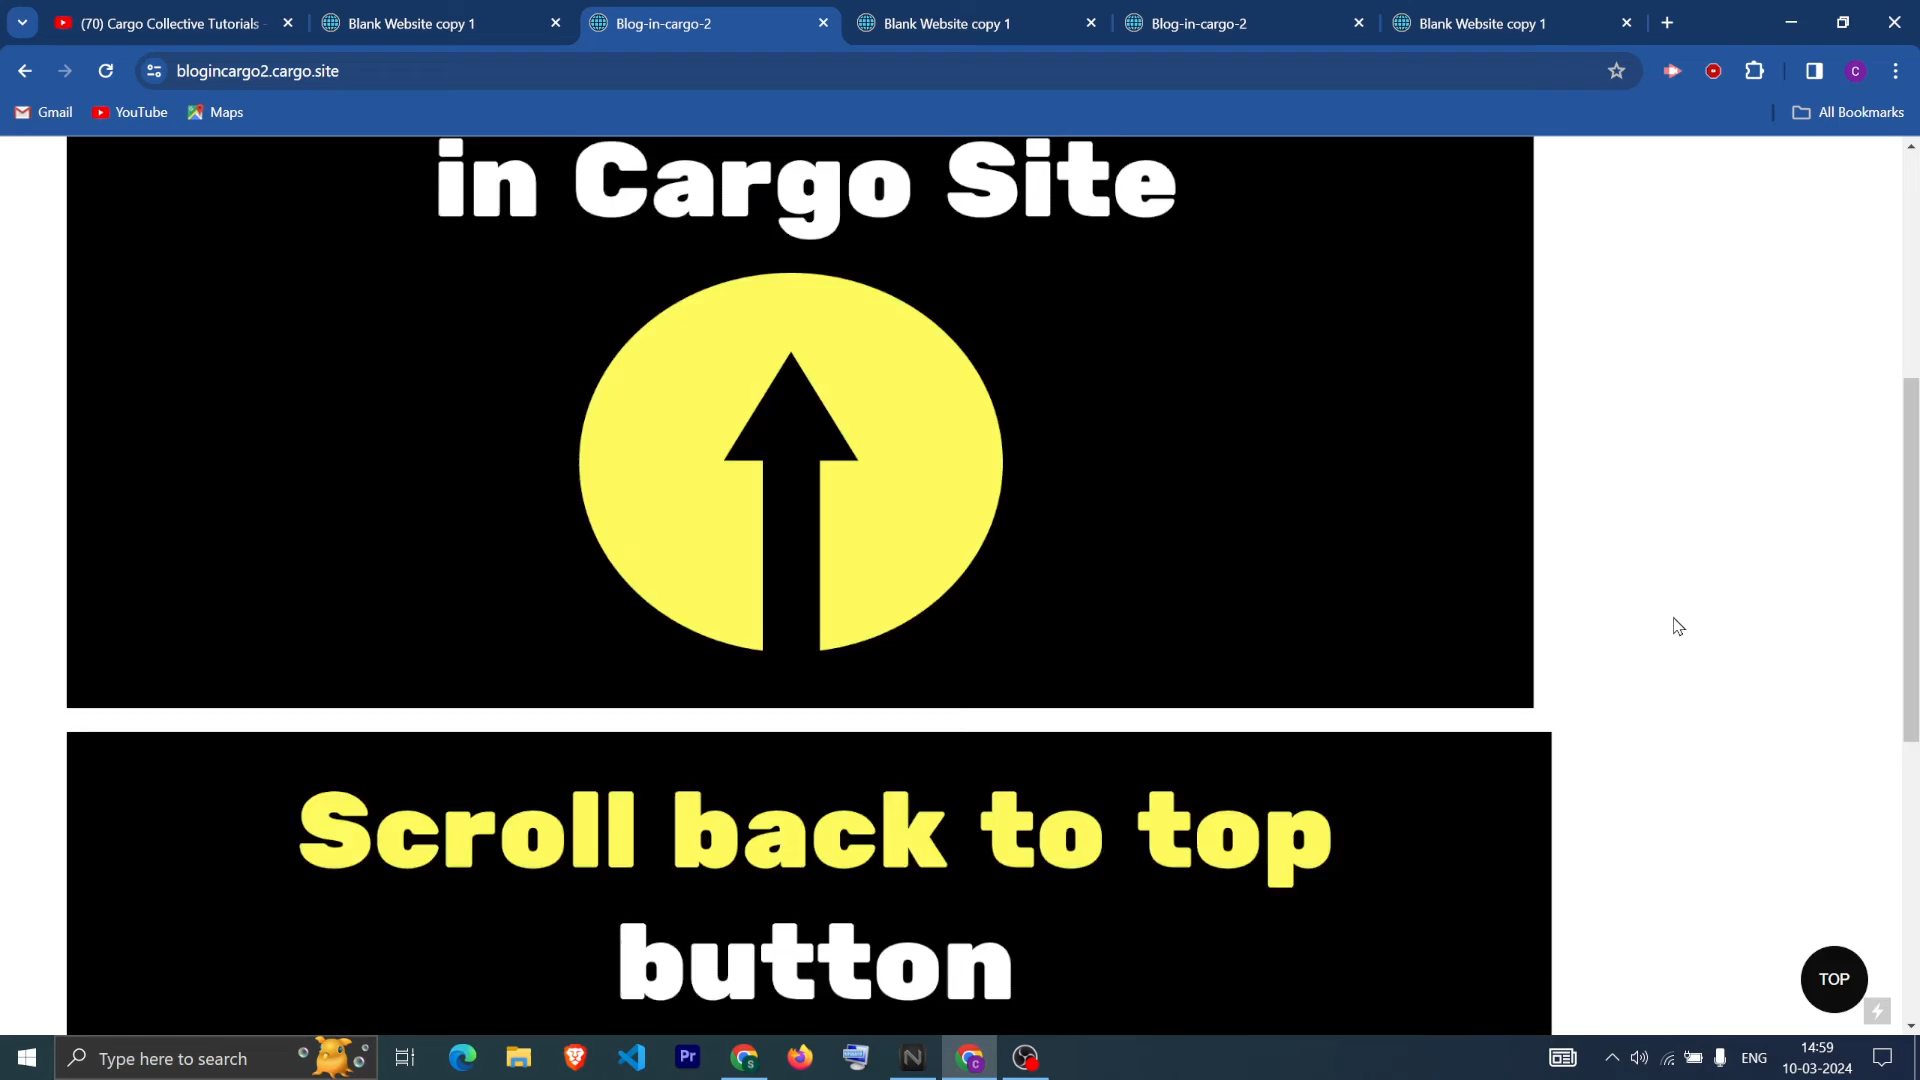 (70) Cargo Collective Tutorials -
Blank Website copy 1
Blog-in-cargo-2
Blank Website copy 1
Blog-in-cargo-2
Blank Website copy 1
blogincargo2.cargo.site
C
Gmail
YouTube
Maps
All Bookmarks
in Cargo Site
Scroll back to top
button
TOP
Type here to search
Pr
S
N
C
ENG
14:59
10-03-2024